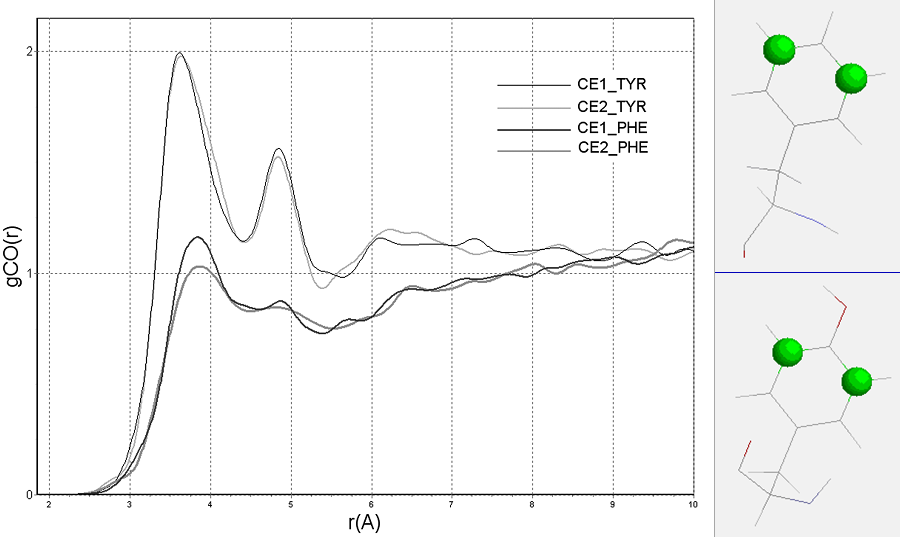 2
CE1_TYR
CE2_TYR
CE1_PHE
CE2_PHE
gCO(r)
1
0
2 3 4 5 6 7 8 9 10
r(A)